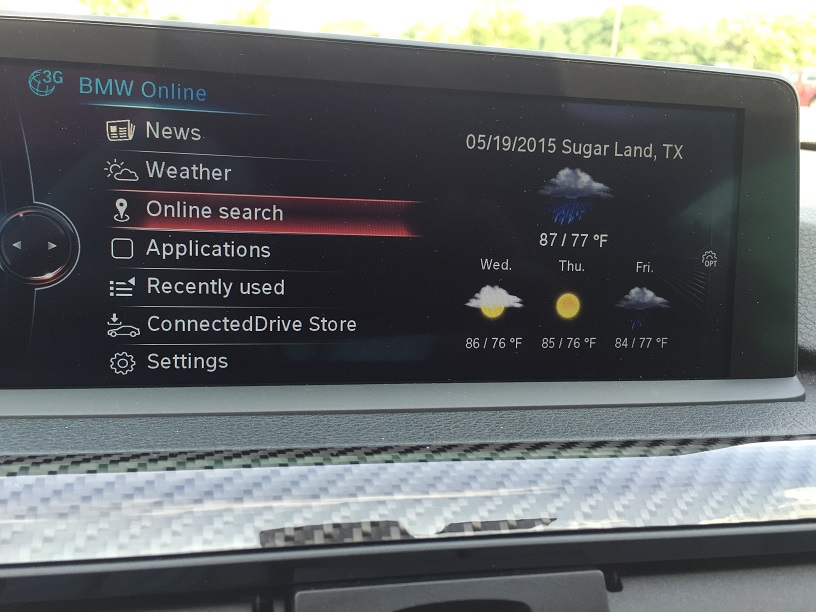 3G BMW Online
News
Weather
Online search
Applications
Recently used
ConnectedDrive Store
Settings
05/19/2015 Sugar Land, TX
87 / 77 °F
Wed. Thu. Fri.
86 / 76 °F 85 / 76 °F 84 / 77 °F
OPT